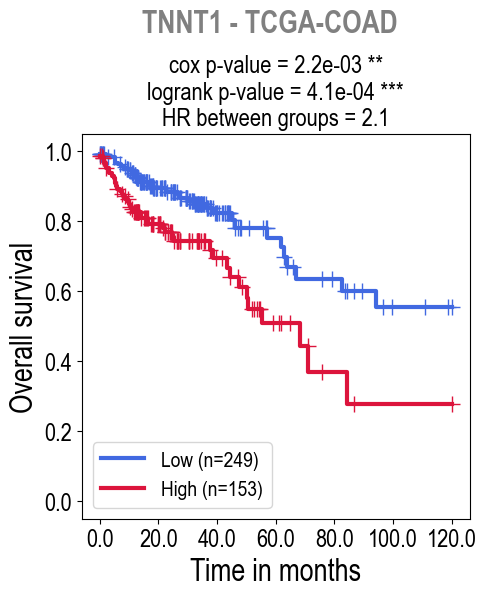 TNNT1 - TCGA-COAD
cox p-value = 2.2e-03 **
logrank p-value = 4.1e-04 ***
HR between groups = 2.1
1.0
0.8
0.6
0.4
0.2
0.0
Overall survival
Low (n=249)
High (n=153)
0.0 20.0 40.0 60.0 80.0 100.0 120.0
Time in months